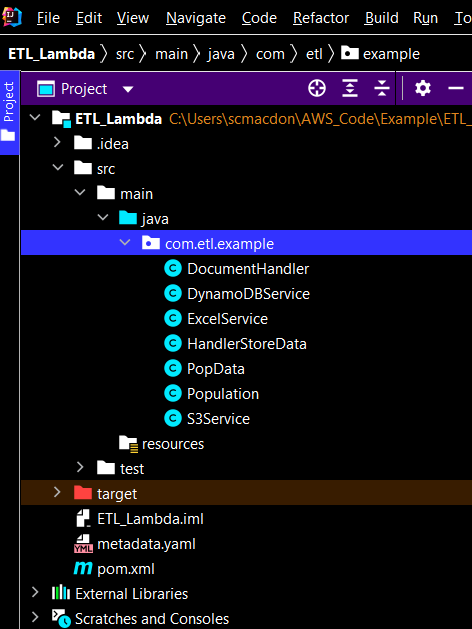 File Edit View Navigate Code Refactor Build Run
ETL_Lambda src main java com etl example
Project
Project
ETL_Lambda C:\Users\scmacdon\AWS_Code\Example\ETL_
.idea
src
main
java
com.etl.example
C DocumentHandler
C DynamoDBService
C ExcelService
C HandlerStoreData
C PopData
C Population
C S3Service
resources
test
target
ETL_Lambda.iml
YML metadata.yaml
m pom.xml
External Libraries
Scratches and Consoles